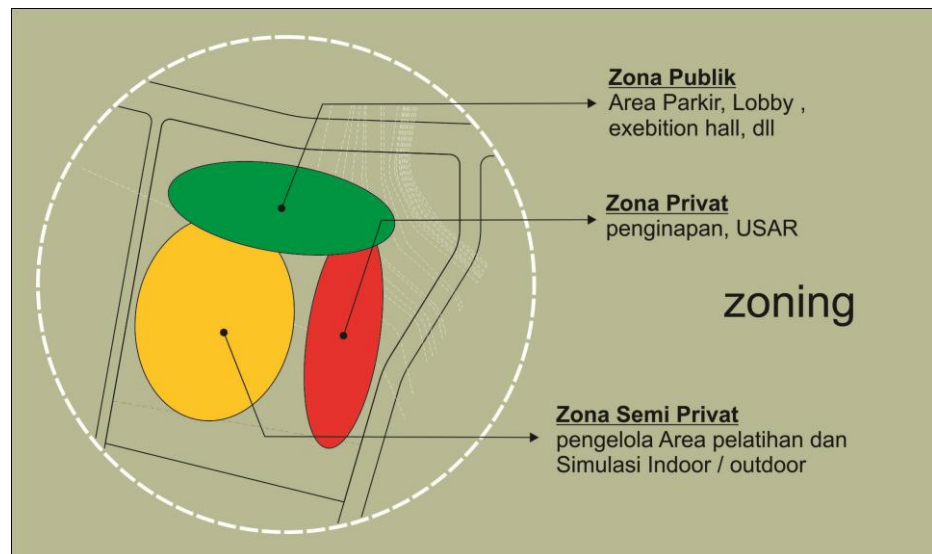 Zona Publik
Area Parkir, Lobby ,
exebition hall, dll
Zona Privat
penginapan, USAR
zoning
Zona Semi Privat
pengelola Area pelatihan dan
Simulasi Indoor / outdoor